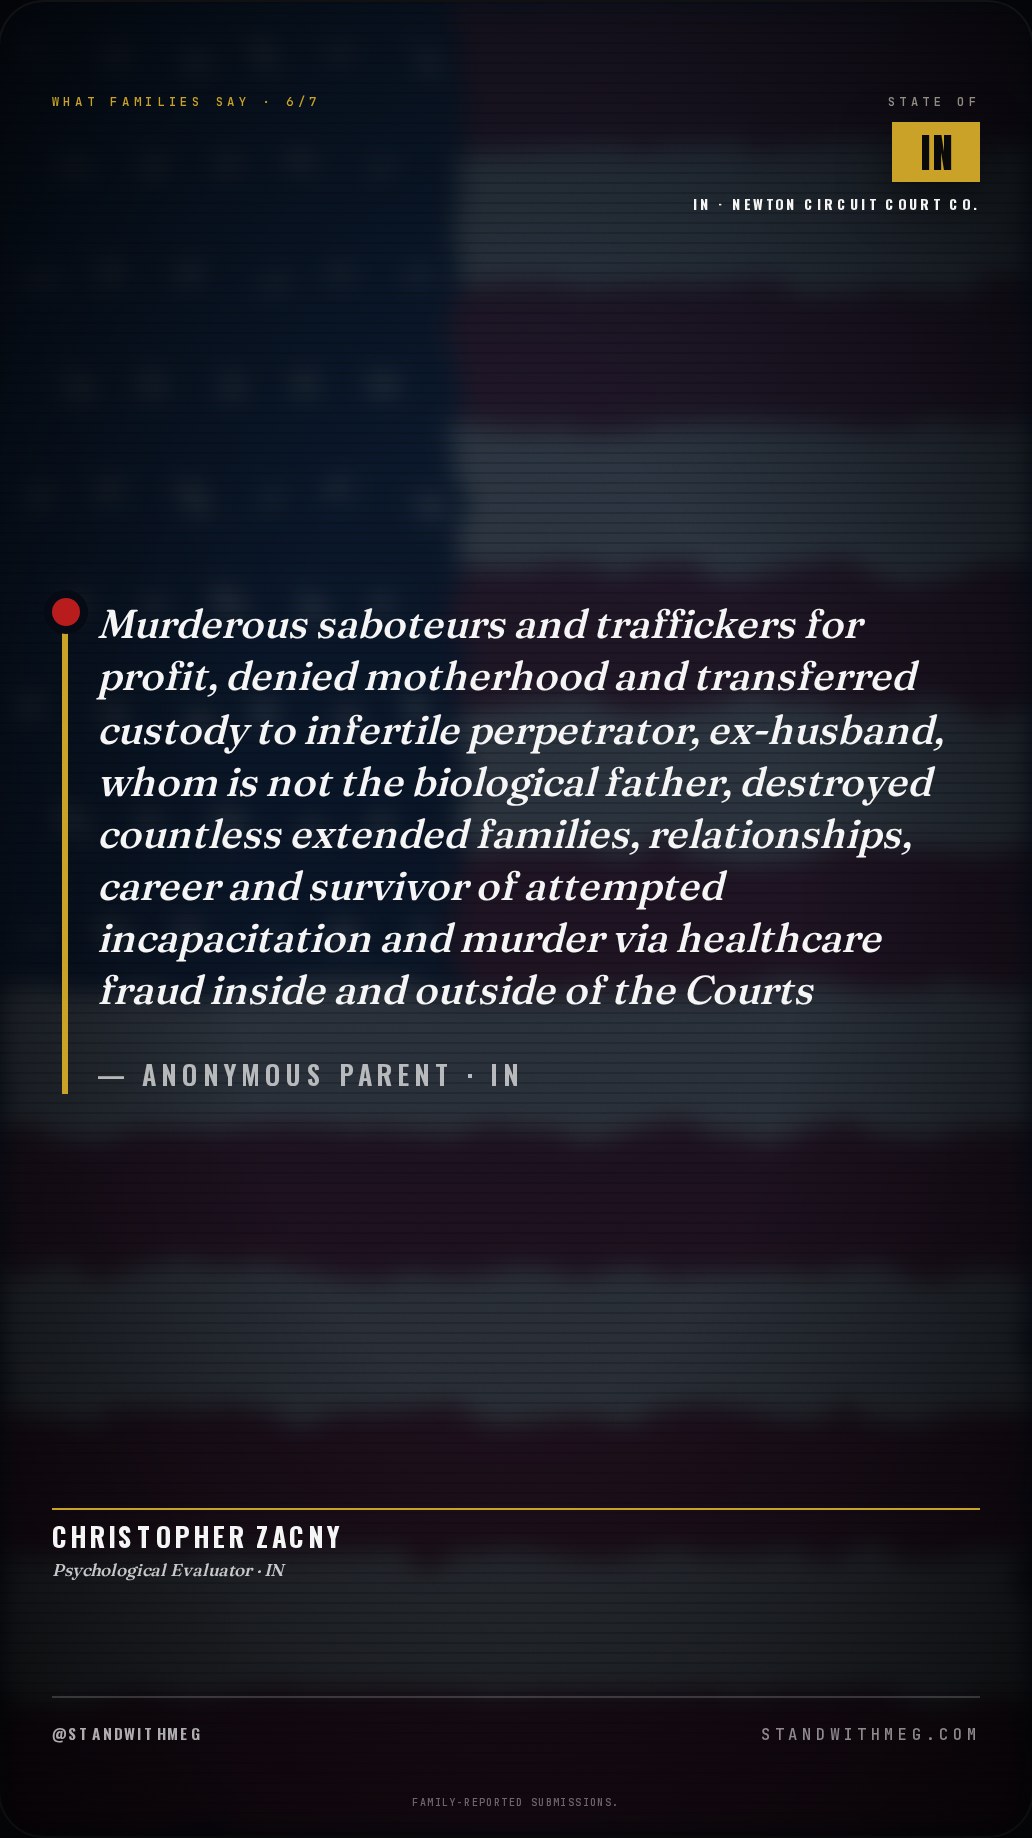 WHAT FAMILIES SAY · 6/7
STATE OF
IN
IN · NEWTON CIRCUIT COURT CO.
Murderous saboteurs and traffickers for
profit, denied motherhood and transferred
custody to infertile perpetrator, ex-husband,
whom is not the biological father, destroyed
countless extended families, relationships,
career and survivor of attempted
incapacitation and murder via healthcare
fraud inside and outside of the Courts
— ANONYMOUS PARENT · IN
CHRISTOPHER ZACNY
Psychological Evaluator · IN
@STANDWITHMEG
STANDWITHMEG.COM
FAMILY-REPORTED SUBMISSIONS.